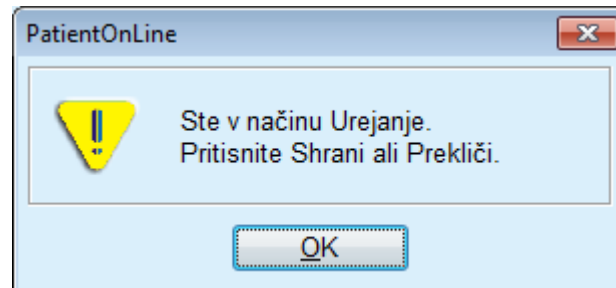 PatientOnLine
Ste v načinu Urejanje.
Pritisnite Shrani ali Prekliči.
OK